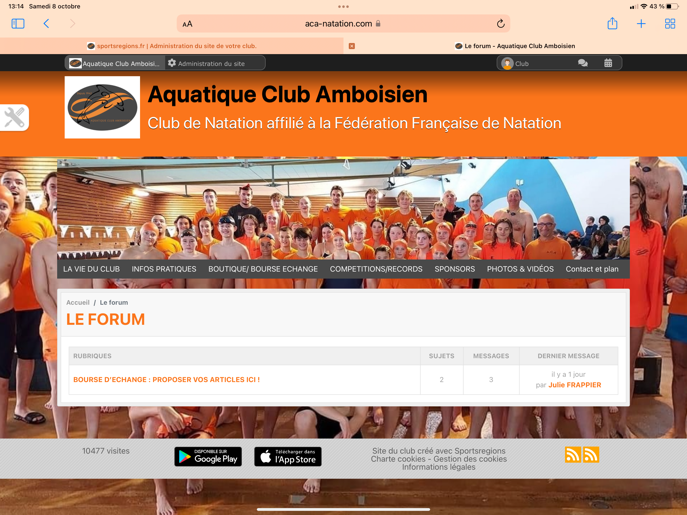 13:14 Samedi 8 octobre
43 %
AA
aca-natation.com
sportsregions.fr | Administration du site de votre club.
Le forum - Aquatique Club Amboisien
Aquatique Club Amboisi...
Administration du site
Club
Aquatique Club Amboisien
Club de Natation affilié à la Fédération Française de Natation
LA VIE DU CLUB INFOS PRATIQUES BOUTIQUE/ BOURSE ECHANGE COMPETITIONS/RECORDS SPONSORS PHOTOS & VIDÉOS Contact et plan
Accueil / Le forum
LE FORUM
RUBRIQUES SUJETS MESSAGES DERNIER MESSAGE
BOURSE D'ECHANGE : PROPOSER VOS ARTICLES ICI ! 2 3 il y a 1 jour
par Julie FRAPPIER
10477 visites
DISPONIBLE SUR
Google Play
Télécharger dans
l'App Store
Site du club créé avec Sportsregions
Charte cookies - Gestion des cookies
Informations légales